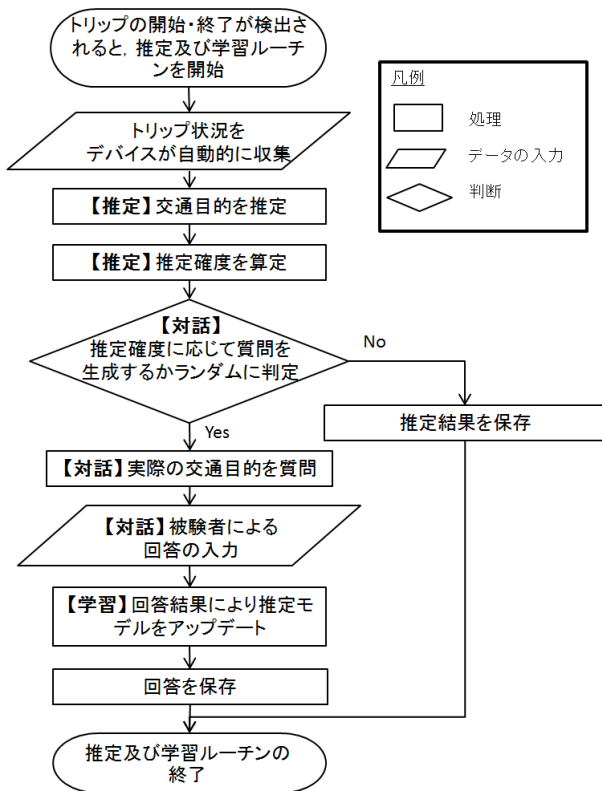 トリップの開始・終了が検出さ
れると，推定及び学習ルーチ
ンを開始
凡例
処理
データの入力
判断
トリップ状況を
デバイスが自動的に収集
【推定】交通目的を推定
【推定】推定確度を算定
【対話】
推定確度に応じて質問を
生成するかランダムに判定
No
推定結果を保存
Yes
【対話】実際の交通目的を質問
【対話】被験者による
回答の入力
【学習】回答結果により推定モ
デルをアップデート
回答を保存
推定及び学習ルーチンの
終了